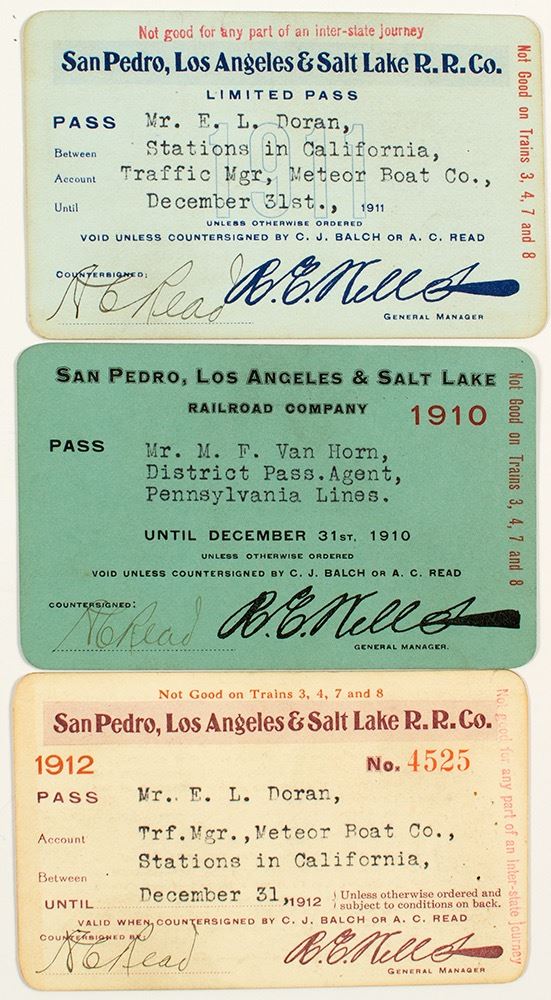 Not good for any part of an inter-state journey
San Pedro, Los Angeles & Salt Lake R.R.Co.
LIMITED PASS
1911
PASS Mr. E. L. Doran,
Between Stations in California,
Account Traffic Mgr, Meteor Boat Co.,
Until December 31st., 1911
UNLESS OTHERWISE ORDERED
VOID UNLESS COUNTERSIGNED BY C. J. BALCH OR A. C. READ
COUNTERSIGNED:
A C Read R. E. Wells
GENERAL MANAGER
Not Good on Trains 3, 4, 7 and 8
SAN PEDRO, LOS ANGELES & SALT LAKE
RAILROAD COMPANY 1910
PASS Mr. M. F. Van Horn,
District Pass.Agent,
Pennsylvania Lines.
UNTIL DECEMBER 31ST, 1910
UNLESS OTHERWISE ORDERED
VOID UNLESS COUNTERSIGNED BY C. J. BALCH OR A. C. READ
COUNTERSIGNED:
A C Read R. E. Wells
GENERAL MANAGER.
Not Good on Trains 3, 4, 7 and 8
Not Good on Trains 3, 4, 7 and 8
San Pedro, Los Angeles & Salt Lake R.R.Co.
1912 No. 4525
PASS Mr. E. L. Doran,
Account Trf.Mgr.,Meteor Boat Co.,
Between Stations in California,
UNTIL December 31, 1912 { Unless otherwise ordered and
subject to conditions on back.
VALID WHEN COUNTERSIGNED BY C. J. BALCH OR A. C. READ
COUNTERSIGNED BY:
A C Read R. E. Wells
GENERAL MANAGER
Not good for any part of an inter-state journey